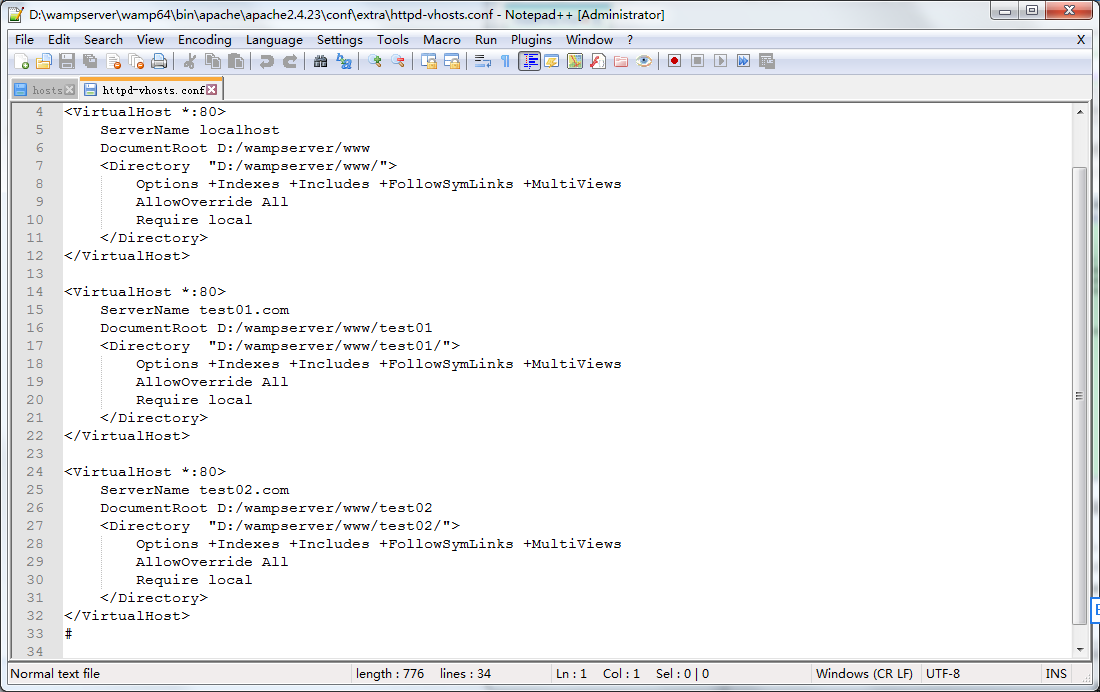 D:\wampserver\wamp64\bin\apache\apache2.4.23\conf\extra\httpd-vhosts.conf - Notepad++ [Administrator]
File Edit Search View Encoding Language Settings Tools Macro Run Plugins Window ? X
hosts httpd-vhosts.conf
4 <VirtualHost *:80>
5     ServerName localhost
6     DocumentRoot D:/wampserver/www
7     <Directory  "D:/wampserver/www/">
8         Options +Indexes +Includes +FollowSymLinks +MultiViews
9         AllowOverride All
10         Require local
11     </Directory>
12 </VirtualHost>
13
14 <VirtualHost *:80>
15     ServerName test01.com
16     DocumentRoot D:/wampserver/www/test01
17     <Directory  "D:/wampserver/www/test01/">
18         Options +Indexes +Includes +FollowSymLinks +MultiViews
19         AllowOverride All
20         Require local
21     </Directory>
22 </VirtualHost>
23
24 <VirtualHost *:80>
25     ServerName test02.com
26     DocumentRoot D:/wampserver/www/test02
27     <Directory  "D:/wampserver/www/test02/">
28         Options +Indexes +Includes +FollowSymLinks +MultiViews
29         AllowOverride All
30         Require local
31     </Directory>
32 </VirtualHost>
33 #
34
Normal text file length : 776 lines : 34 Ln : 1 Col : 1 Sel : 0 | 0 Windows (CR LF) UTF-8 INS